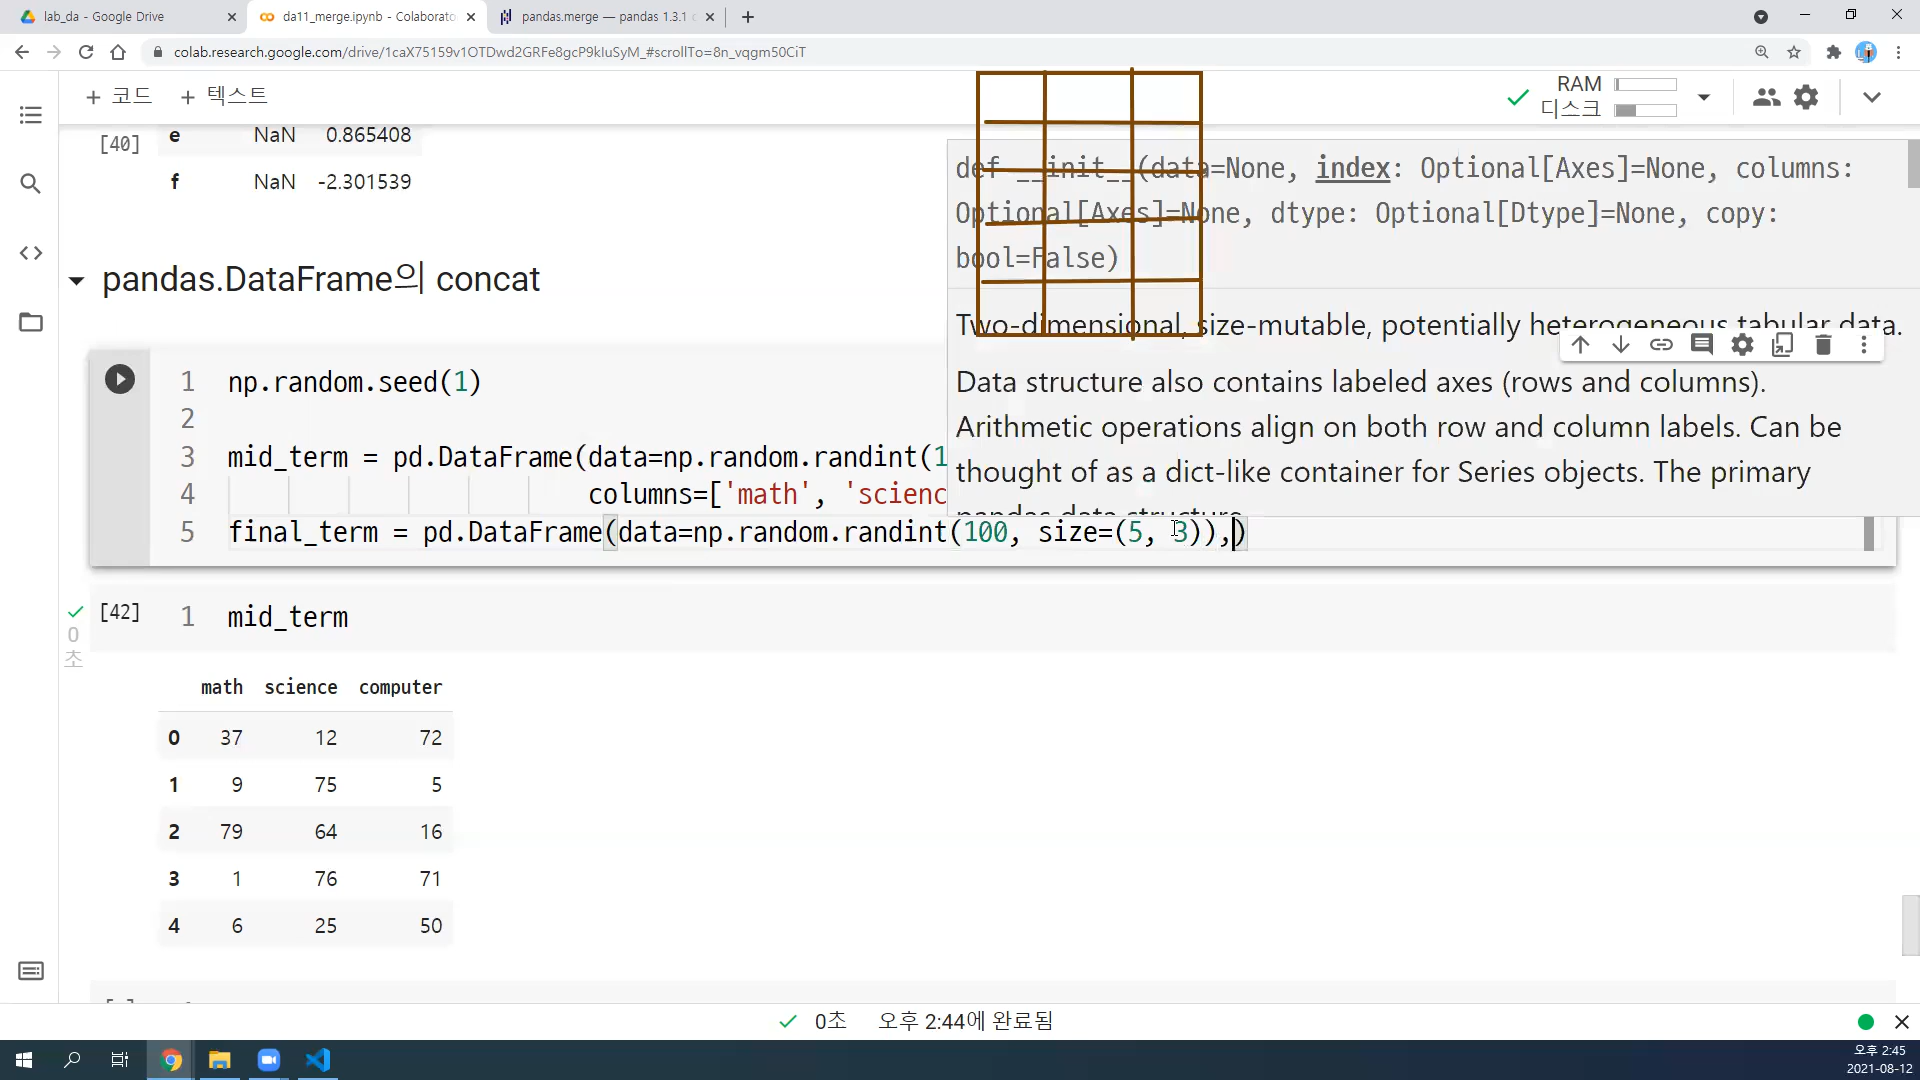 lab_da - Google Drive
da11_merge.ipynb - Colaborato
pandas.merge — pandas 1.3.1
colab.research.google.com/drive/1caX75159v1OTDwd2GRFe8gcP9kIuSyM_#scrollTo=8n_vqgm50CiT
+ 코드 + 텍스트
RAM
디스크
[40]
e NaN 0.865408
f NaN -2.301539
def __init__(data=None, index: Optional[Axes]=None, columns:
Optional[Axes]=None, dtype: Optional[Dtype]=None, copy:
bool=False)
Two-dimensional, size-mutable, potentially heterogeneous tabular data.
Data structure also contains labeled axes (rows and columns).
Arithmetic operations align on both row and column labels. Can be
thought of as a dict-like container for Series objects. The primary
pandas data structure.
pandas.DataFrame의 concat
1 np.random.seed(1)
2
3 mid_term = pd.DataFrame(data=np.random.randint(1
4 columns=['math', 'scienc
5 final_term = pd.DataFrame(data=np.random.randint(100, size=(5, 3)),)
[42]
0
초
1 mid_term
math science computer
0 37 12 72
1 9 75 5
2 79 64 16
3 1 76 71
4 6 25 50
0초 오후 2:44에 완료됨
오후 2:45
2021-08-12